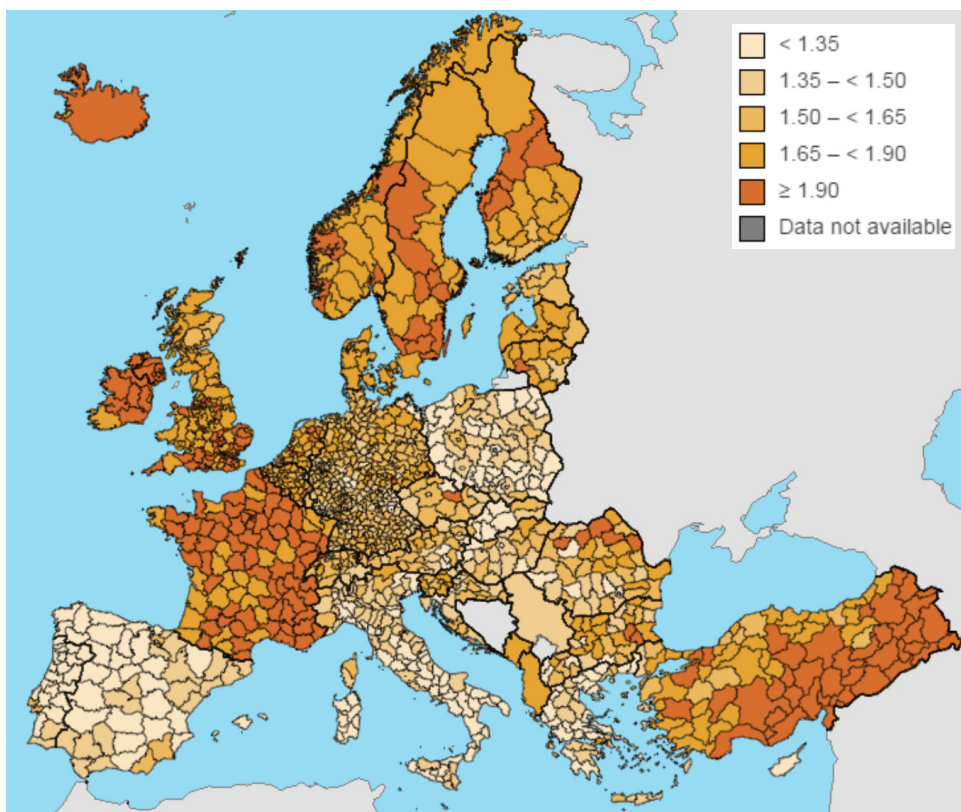 < 1.35
1.35 – < 1.50
1.50 – < 1.65
1.65 – < 1.90
≥ 1.90
Data not available